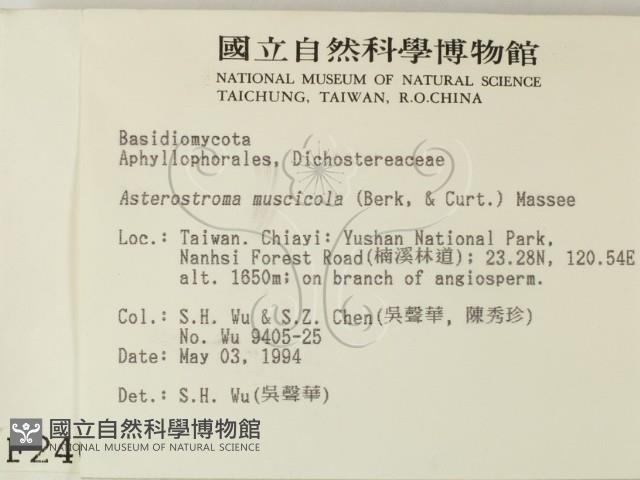 國立自然科學博物館
NATIONAL MUSEUM OF NATURAL SCIENCE
TAICHUNG, TAIWAN, R.O.CHINA
Basidiomycota
Aphyllophorales, Dichostereaceae
Asterostroma muscicola (Berk, & Curt.) Massee
Loc.: Taiwan. Chiayi: Yushan National Park,
Nanhsi Forest Road(楠溪林道); 23.28N, 120.54E
alt. 1650m; on branch of angiosperm.
Col.: S.H. Wu & S.Z. Chen(吳聲華, 陳秀珍)
No. Wu 9405-25
Date: May 03, 1994
Det.: S.H. Wu(吳聲華)
國立自然科學博物館
NATIONAL MUSEUM OF NATURAL SCIENCE
F24